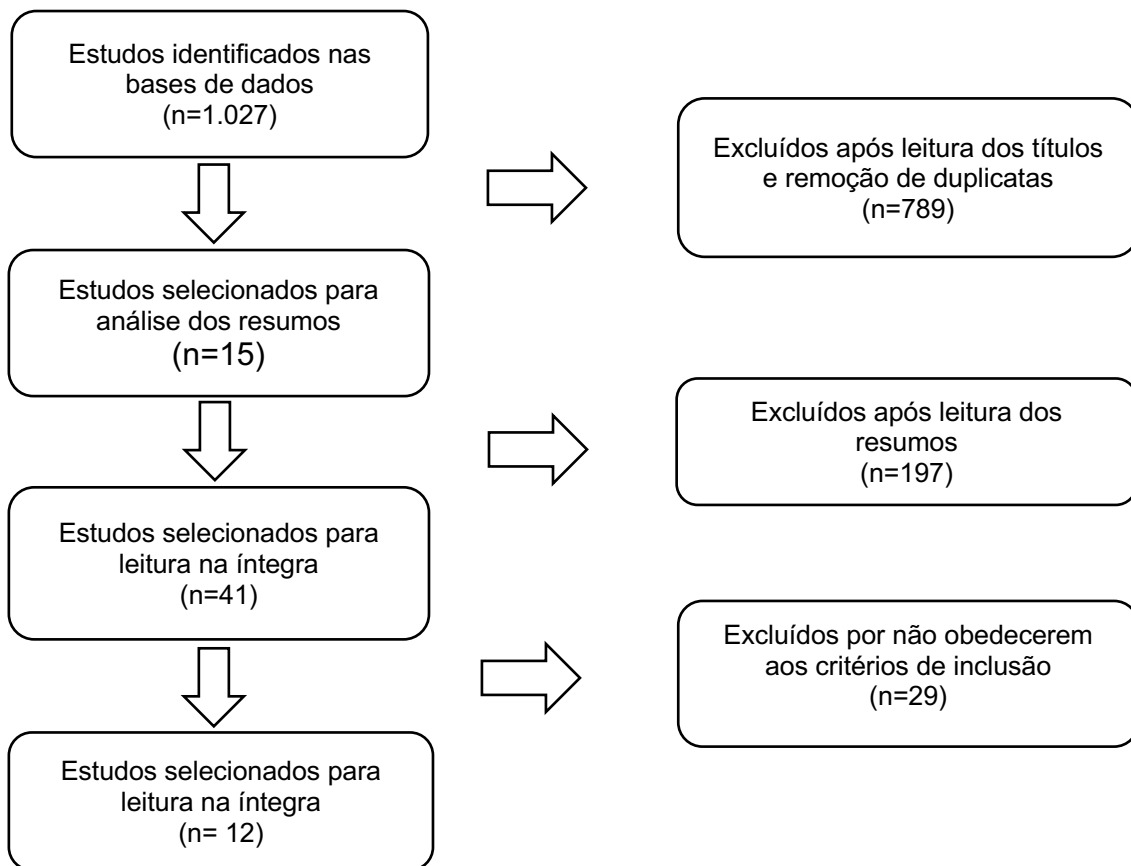 Estudos identificados nas
bases de dados
(n=1.027)
Excluídos após leitura dos títulos
e remoção de duplicatas
(n=789)
Estudos selecionados para
análise dos resumos
(n=15)
Excluídos após leitura dos
resumos
(n=197)
Estudos selecionados para
leitura na íntegra
(n=41)
Excluídos por não obedecerem
aos critérios de inclusão
(n=29)
Estudos selecionados para
leitura na íntegra
(n= 12)